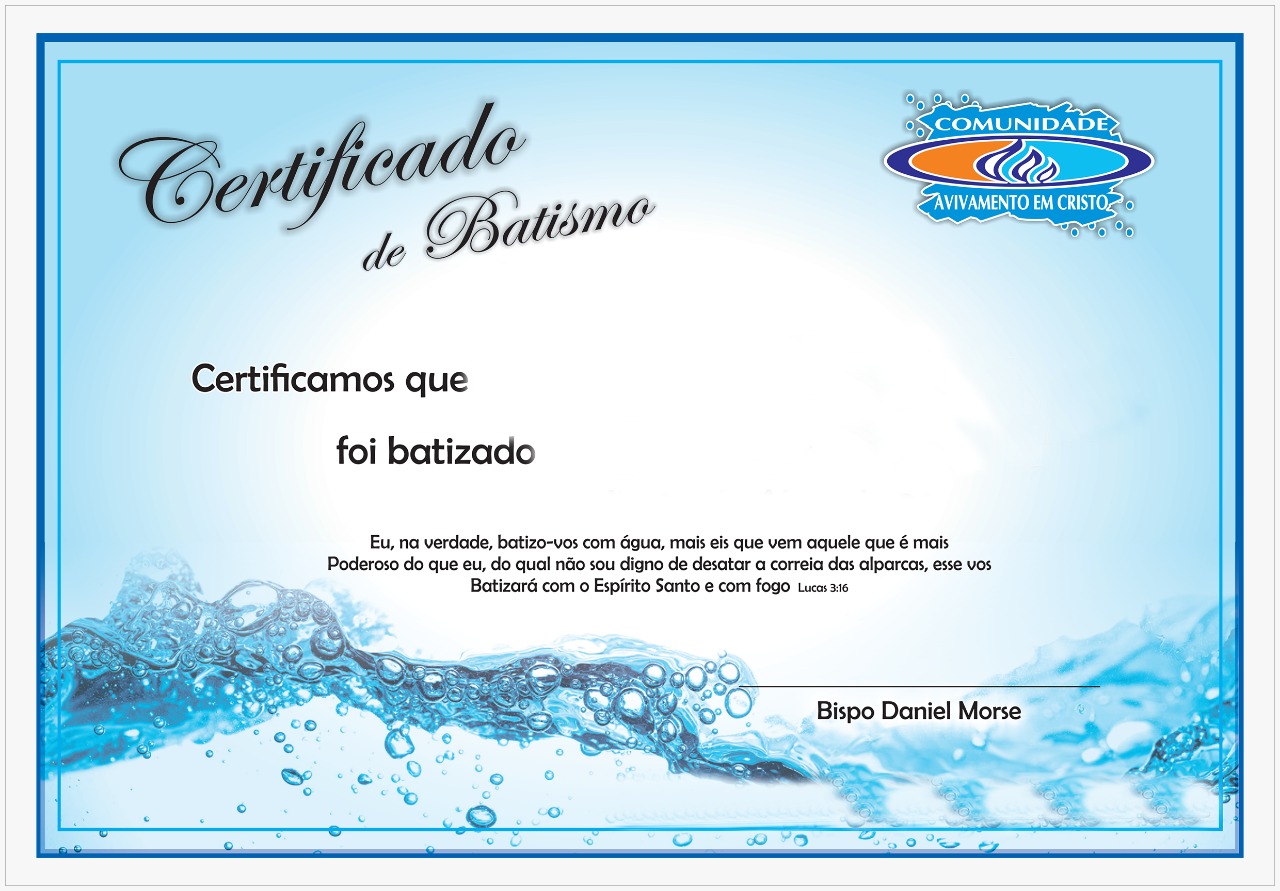 Certificado
de Batismo
COMUNIDADE
AVIVAMENTO EM CRISTO
Certificamos que
foi batizado
Eu, na verdade, batizo-vos com água, mais eis que vem aquele que é mais
Poderoso do que eu, do qual não sou digno de desatar a correia das alparcas, esse vos
Batizará com o Espírito Santo e com fogo Lucas 3:16
Bispo Daniel Morse